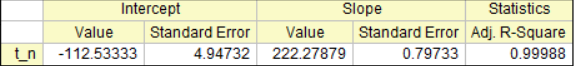 Intercept Slope Statistics
Value Standard Error Value Standard Error Adj. R-Square
t_n -112.53333 4.94732 222.27879 0.79733 0.99988